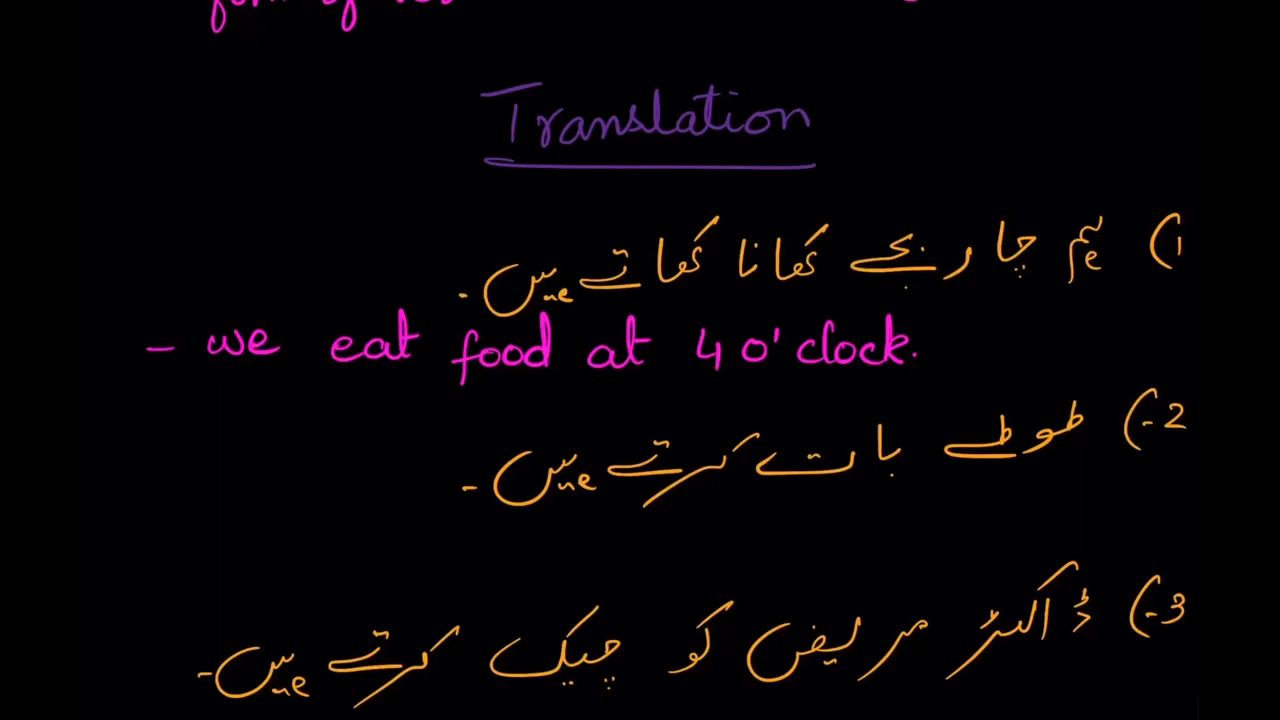 Translation
1) ہم چار بجے کھانا کھاتے ہیں۔
- we eat food at 4 o'clock.
2-) طوطے بات کرتے ہیں۔
3-) ڈاکٹر مریض کو چیک کرتے ہیں۔